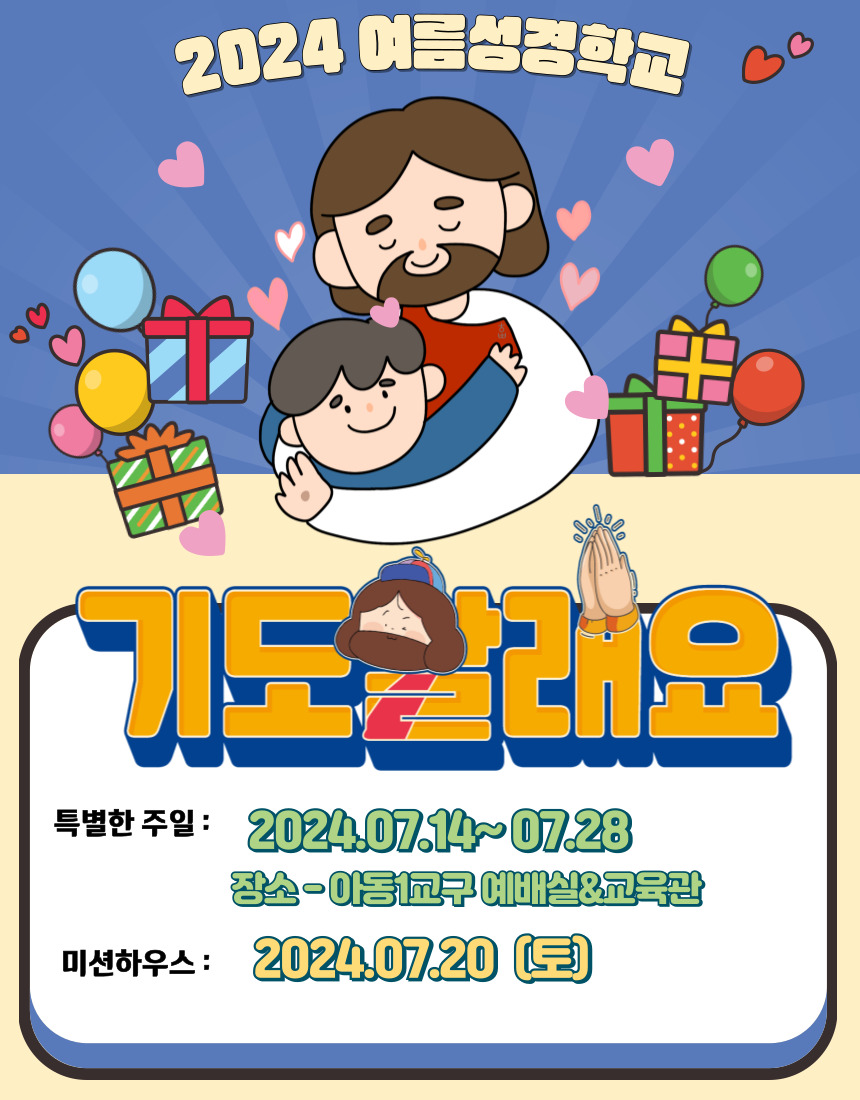 2024 여름성경학교
기도할래요
특별한 주일 : 2024.07.14~ 07.28
장소 - 아동1교구 예배실&교육관
미션하우스 : 2024.07.20 (토)